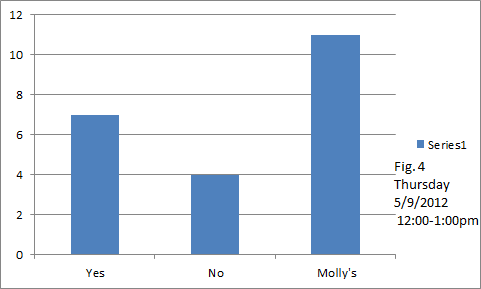 12
10
8
6
4
2
0
Yes No Molly's
Series1
Fig. 4
Thursday
5/9/2012
12:00-1:00pm